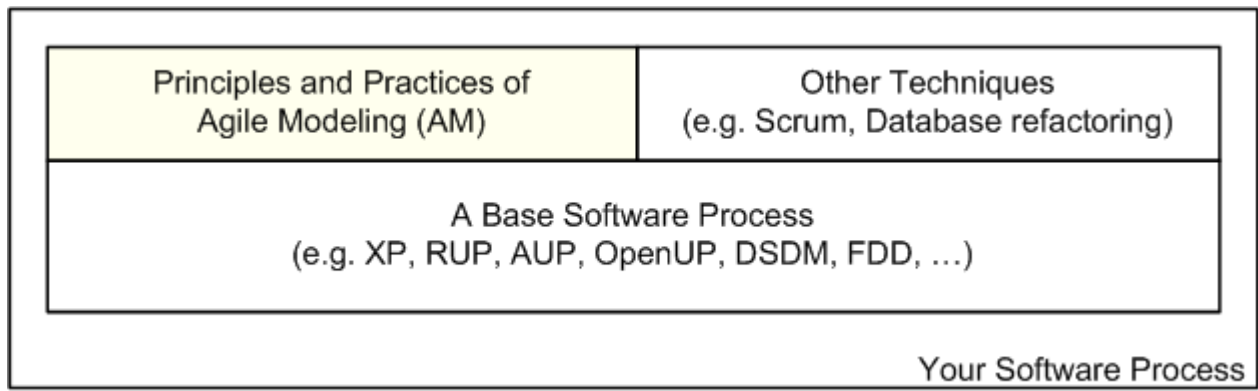 Principles and Practices of
Agile Modeling (AM)
Other Techniques
(e.g. Scrum, Database refactoring)
A Base Software Process
(e.g. XP, RUP, AUP, OpenUP, DSDM, FDD, …)
Your Software Process